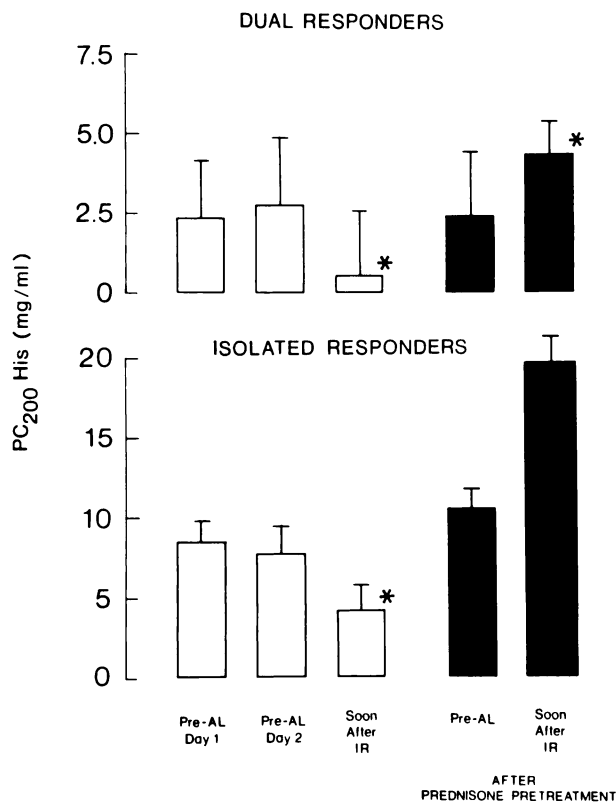 DUAL RESPONDERS
7.5
5.0
2.5
0
*
*
ISOLATED RESPONDERS
20
15
10
5
0
*
PC200 His (mg/ml)
Pre-AL
Day 1
Pre-AL
Day 2
Soon
After
IR
Pre-AL
Soon
After
IR
AFTER
PREDNISONE PRETREATMENT